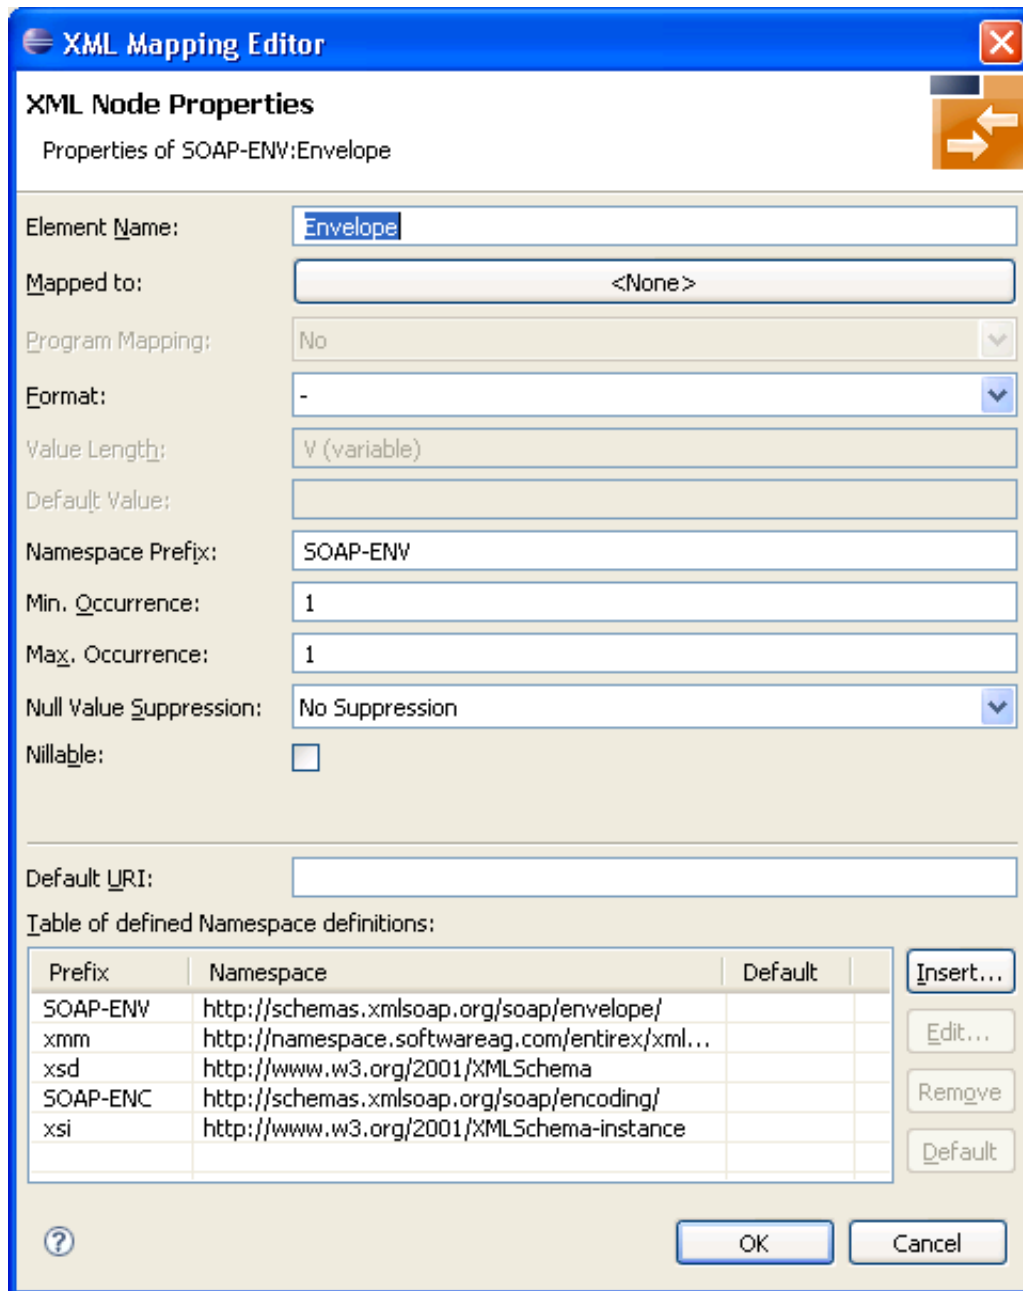 XML Mapping Editor
XML Node Properties
Properties of SOAP-ENV:Envelope
Element Name: Envelope
Mapped to: <None>
Program Mapping: No
Format: -
Value Length: V (variable)
Default Value:
Namespace Prefix: SOAP-ENV
Min. Occurrence: 1
Max. Occurrence: 1
Null Value Suppression: No Suppression
Nillable:
Default URI:
Table of defined Namespace definitions:
Prefix Namespace Default Insert...
SOAP-ENV http://schemas.xmlsoap.org/soap/envelope/
xmm http://namespace.softwareag.com/entirex/xml... Edit...
xsd http://www.w3.org/2001/XMLSchema
SOAP-ENC http://schemas.xmlsoap.org/soap/encoding/ Remove
xsi http://www.w3.org/2001/XMLSchema-instance
Default
? OK Cancel